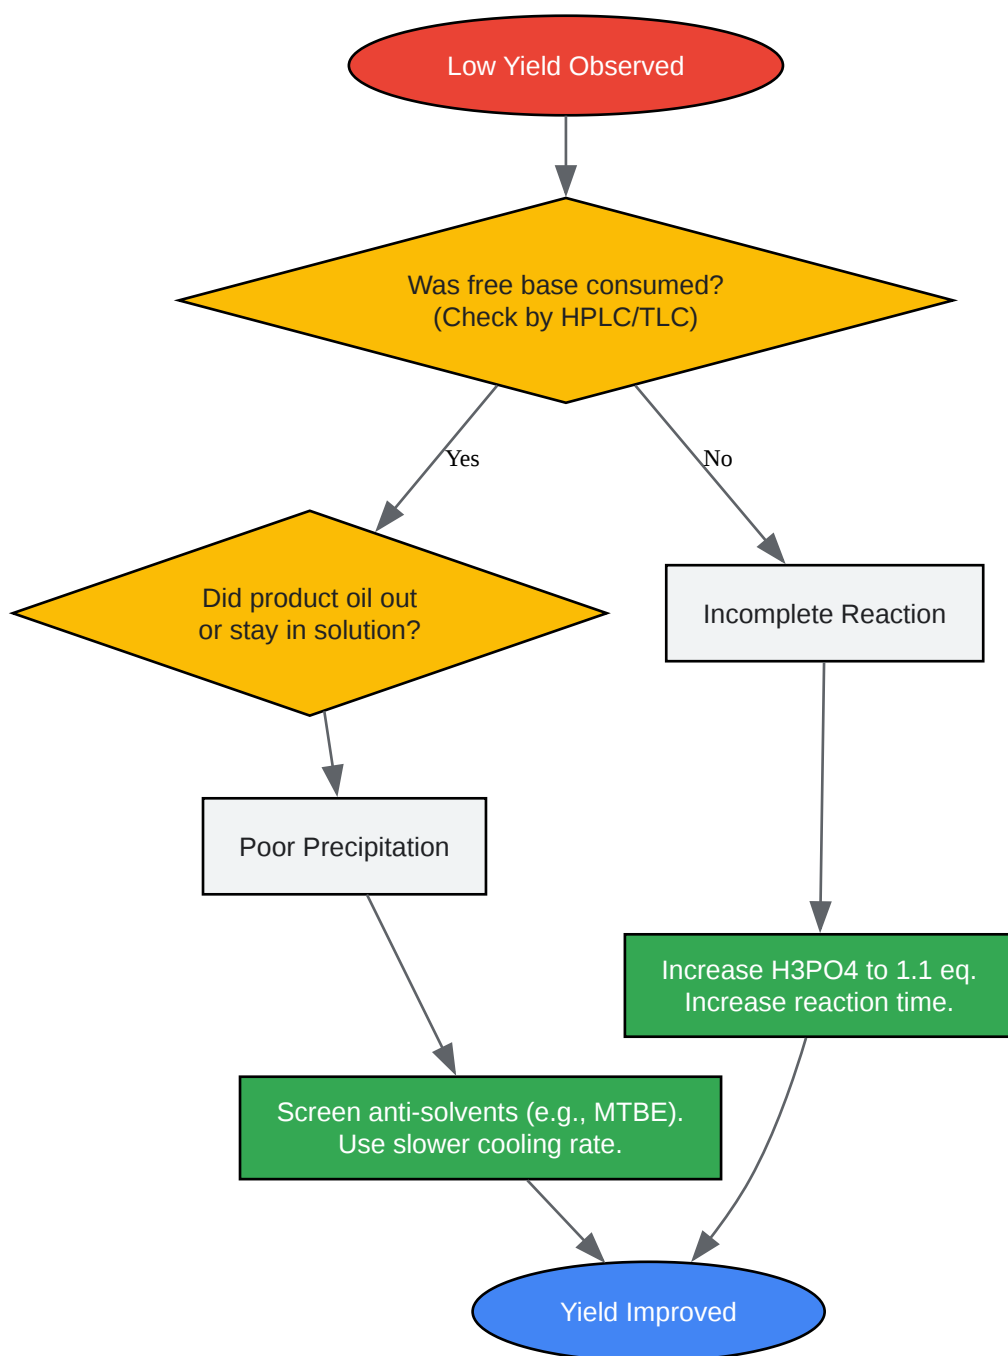 Low Yield Observed
Was free base consumed?
(Check by HPLC/TLC)
Yes
No
Did product oil out
or stay in solution?
Incomplete Reaction
Poor Precipitation
Increase H3PO4 to 1.1 eq.
Increase reaction time.
Screen anti-solvents (e.g., MTBE).
Use slower cooling rate.
Yield Improved